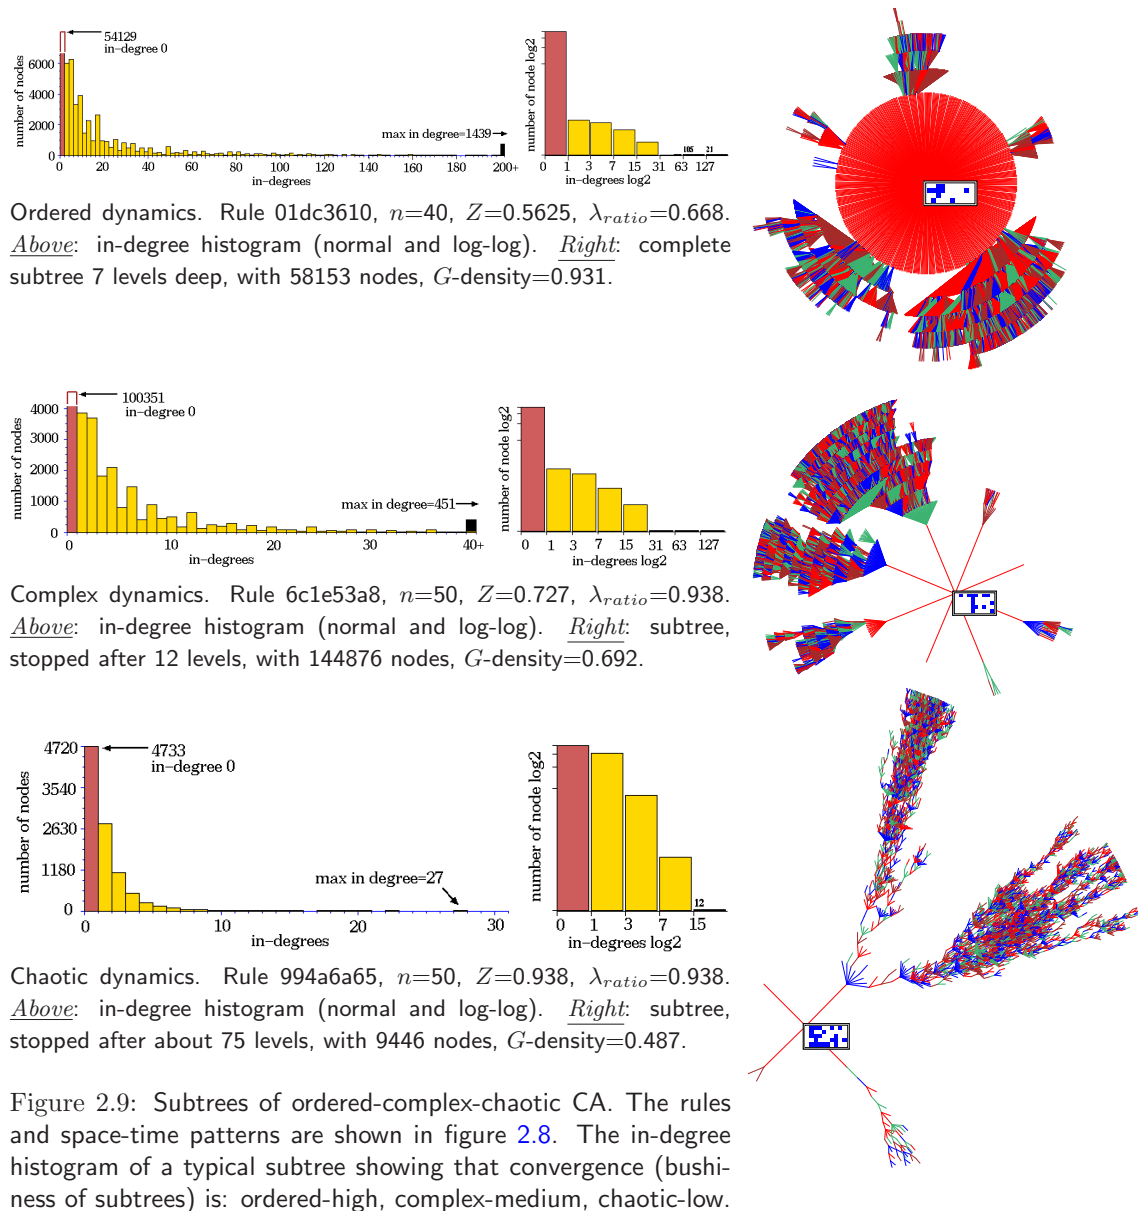 54129
in–degree 0
number of nodes
6000
4000
2000
0
max in degree=1439
0 20 40 60 80 100 120 140 160 180 200+
in–degrees
number of node log2
105 21
0 1 3 7 15 31 63 127
in–degrees log2
Ordered dynamics. Rule 01dc3610, n=40, Z=0.5625, λratio=0.668.
Above: in-degree histogram (normal and log-log). Right: complete
subtree 7 levels deep, with 58153 nodes, G-density=0.931.
100351
in–degree 0
number of nodes
4000
3000
2000
1000
0
max in degree=451
0 10 20 30 40+
in–degrees
number of node log2
0 1 3 7 15 31 63 127
in–degrees log2
Complex dynamics. Rule 6c1e53a8, n=50, Z=0.727, λratio=0.938.
Above: in-degree histogram (normal and log-log). Right: subtree,
stopped after 12 levels, with 144876 nodes, G-density=0.692.
4733
in–degree 0
number of nodes
4720
3540
2630
1180
0
max in degree=27
0 10 20 30
in–degrees
number of node log2
12
0 1 3 7 15
in–degrees log2
Chaotic dynamics. Rule 994a6a65, n=50, Z=0.938, λratio=0.938.
Above: in-degree histogram (normal and log-log). Right: subtree,
stopped after about 75 levels, with 9446 nodes, G-density=0.487.
Figure 2.9: Subtrees of ordered-complex-chaotic CA. The rules
and space-time patterns are shown in figure 2.8. The in-degree
histogram of a typical subtree showing that convergence (bushi-
ness of subtrees) is: ordered-high, complex-medium, chaotic-low.